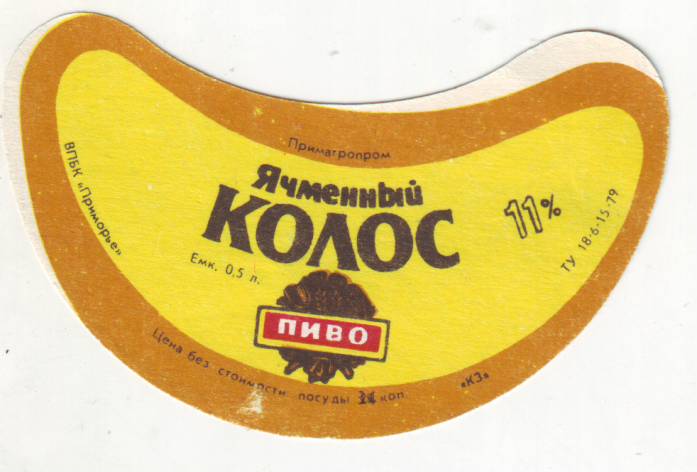 Примагропром
ВПБК «Приморье»
Ячменный
КОЛОС
11%
ТУ 18-6-15-79
Емк. 0,5 л.
ПИВО
Цена без стоимости посуды коп.
«КЗ»